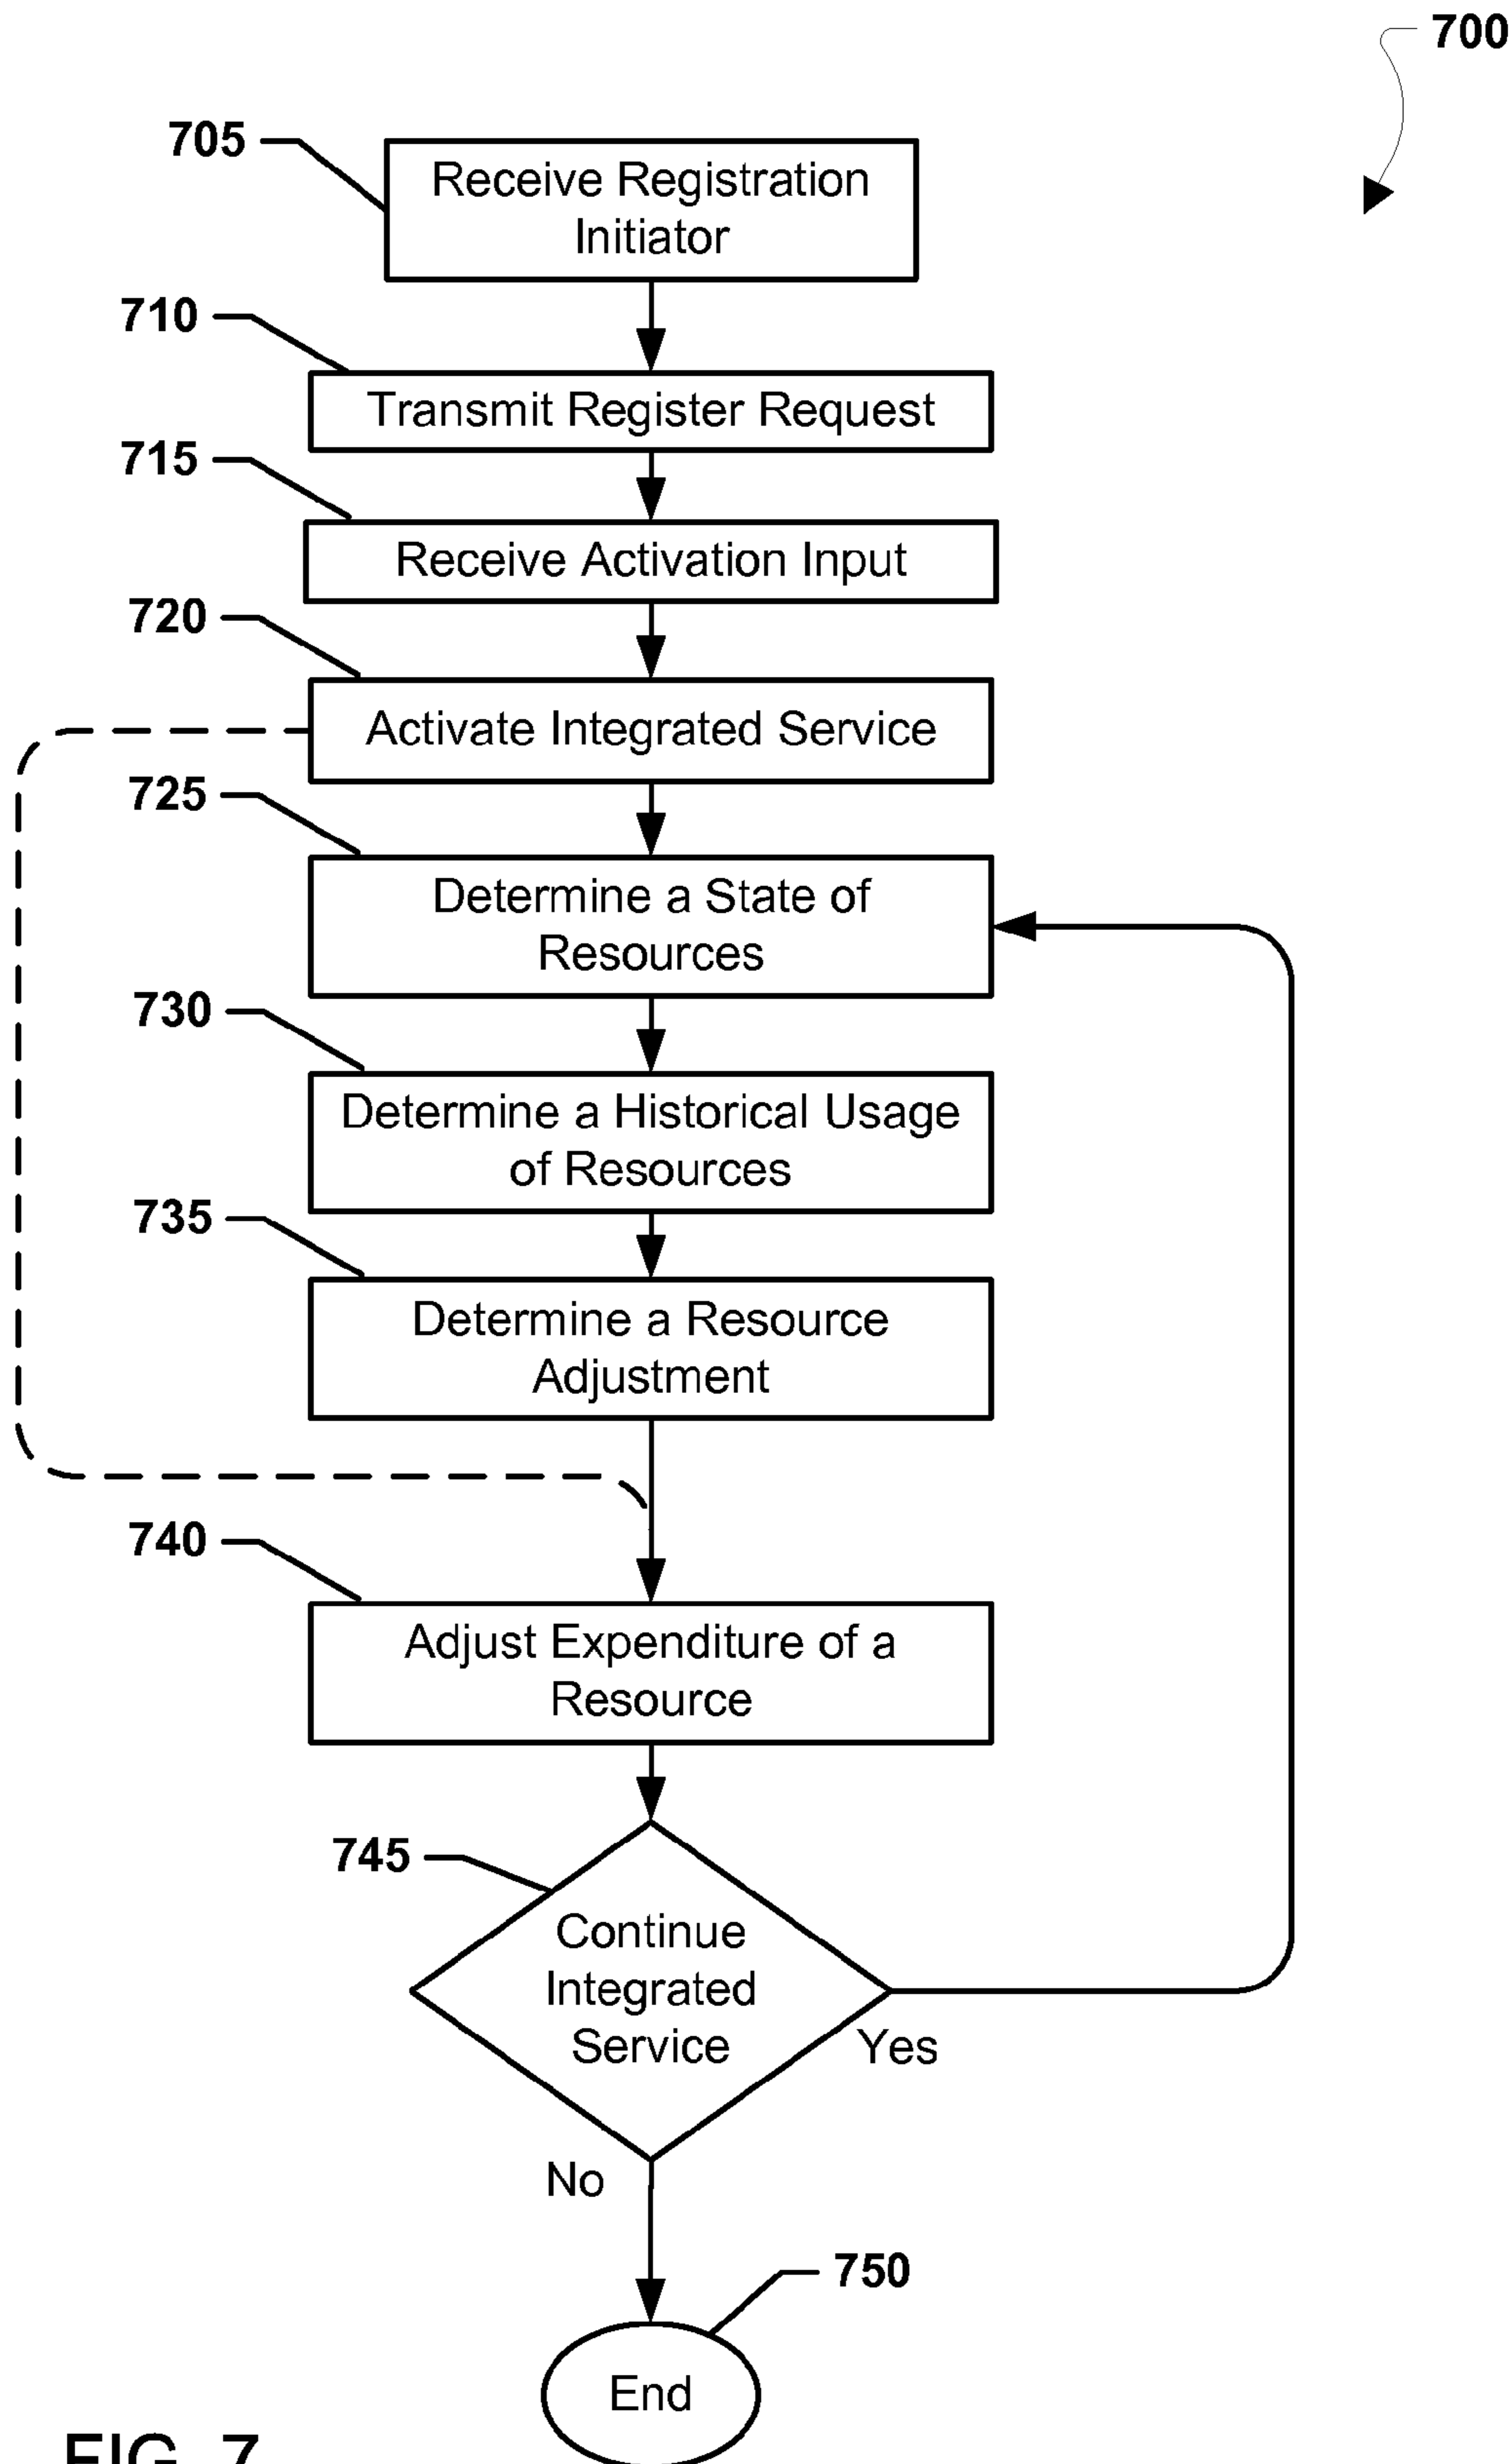 700
705
Receive Registration
Initiator
710
Transmit Register Request
715
Receive Activation Input
720
Activate Integrated Service
725
Determine a State of
Resources
730
Determine a Historical Usage
of Resources
735
Determine a Resource
Adjustment
740
Adjust Expenditure of a
Resource
745
Continue
Integrated
Service
Yes
No
750
End
FIG. 7